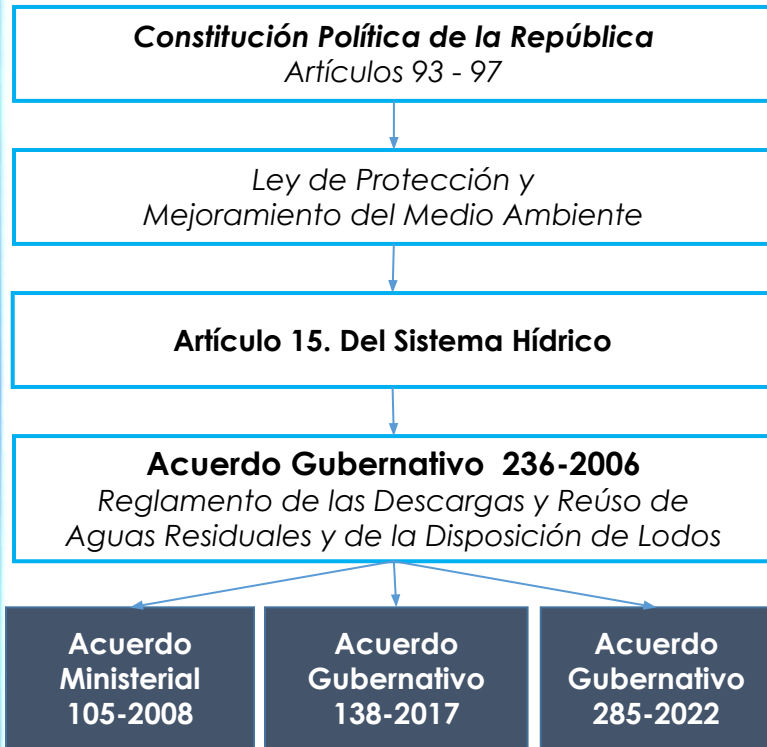 Constitución Política de la República
Artículos 93 - 97
Ley de Protección y
Mejoramiento del Medio Ambiente
Artículo 15. Del Sistema Hídrico
Acuerdo Gubernativo 236-2006
Reglamento de las Descargas y Reúso de
Aguas Residuales y de la Disposición de Lodos
Acuerdo
Ministerial
105-2008
Acuerdo
Gubernativo
138-2017
Acuerdo
Gubernativo
285-2022